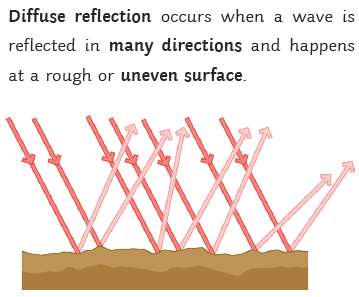 Diffuse reflection occurs when a wave is
reflected in many directions and happens
at a rough or uneven surface.